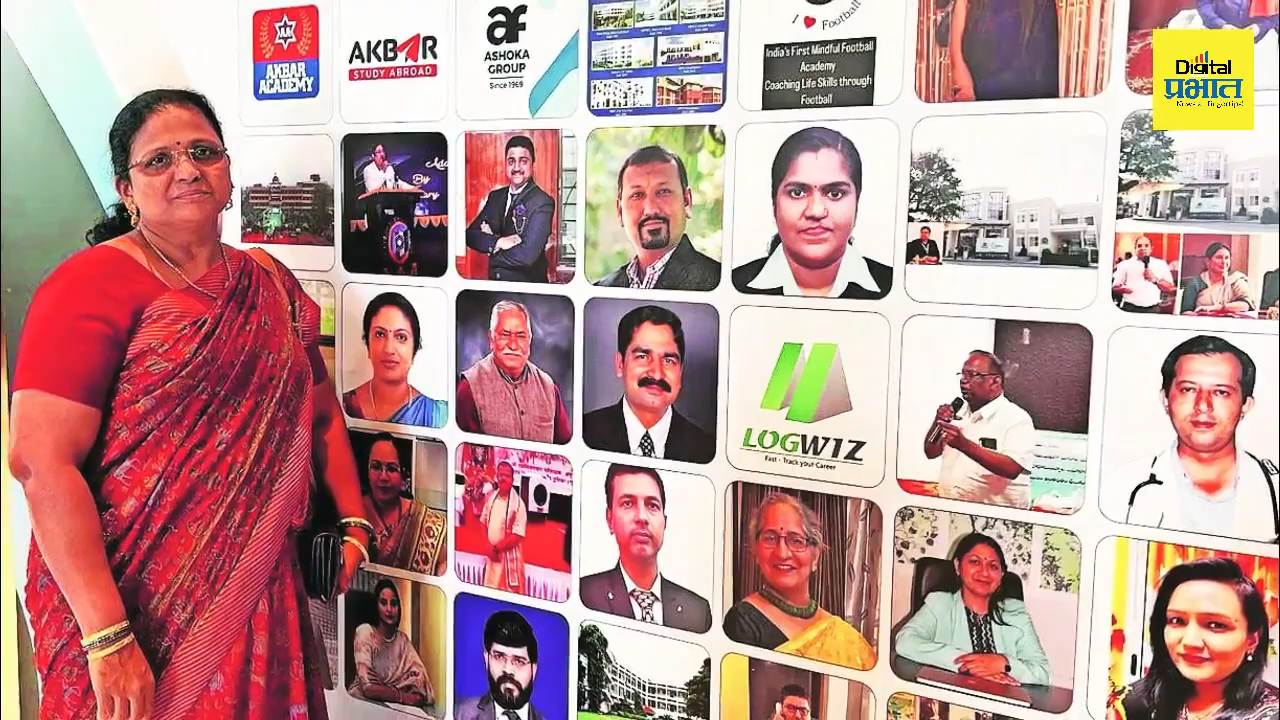 AKBAR
ACADEMY
AKBAR
STUDY ABROAD
af
ASHOKA
GROUP
Since 1969
I ❤ Football
India's First Mindful Football
Academy
Coaching Life Skills through
Football
Digital
प्रभात
LOGWIZ
Fast - Track your Career